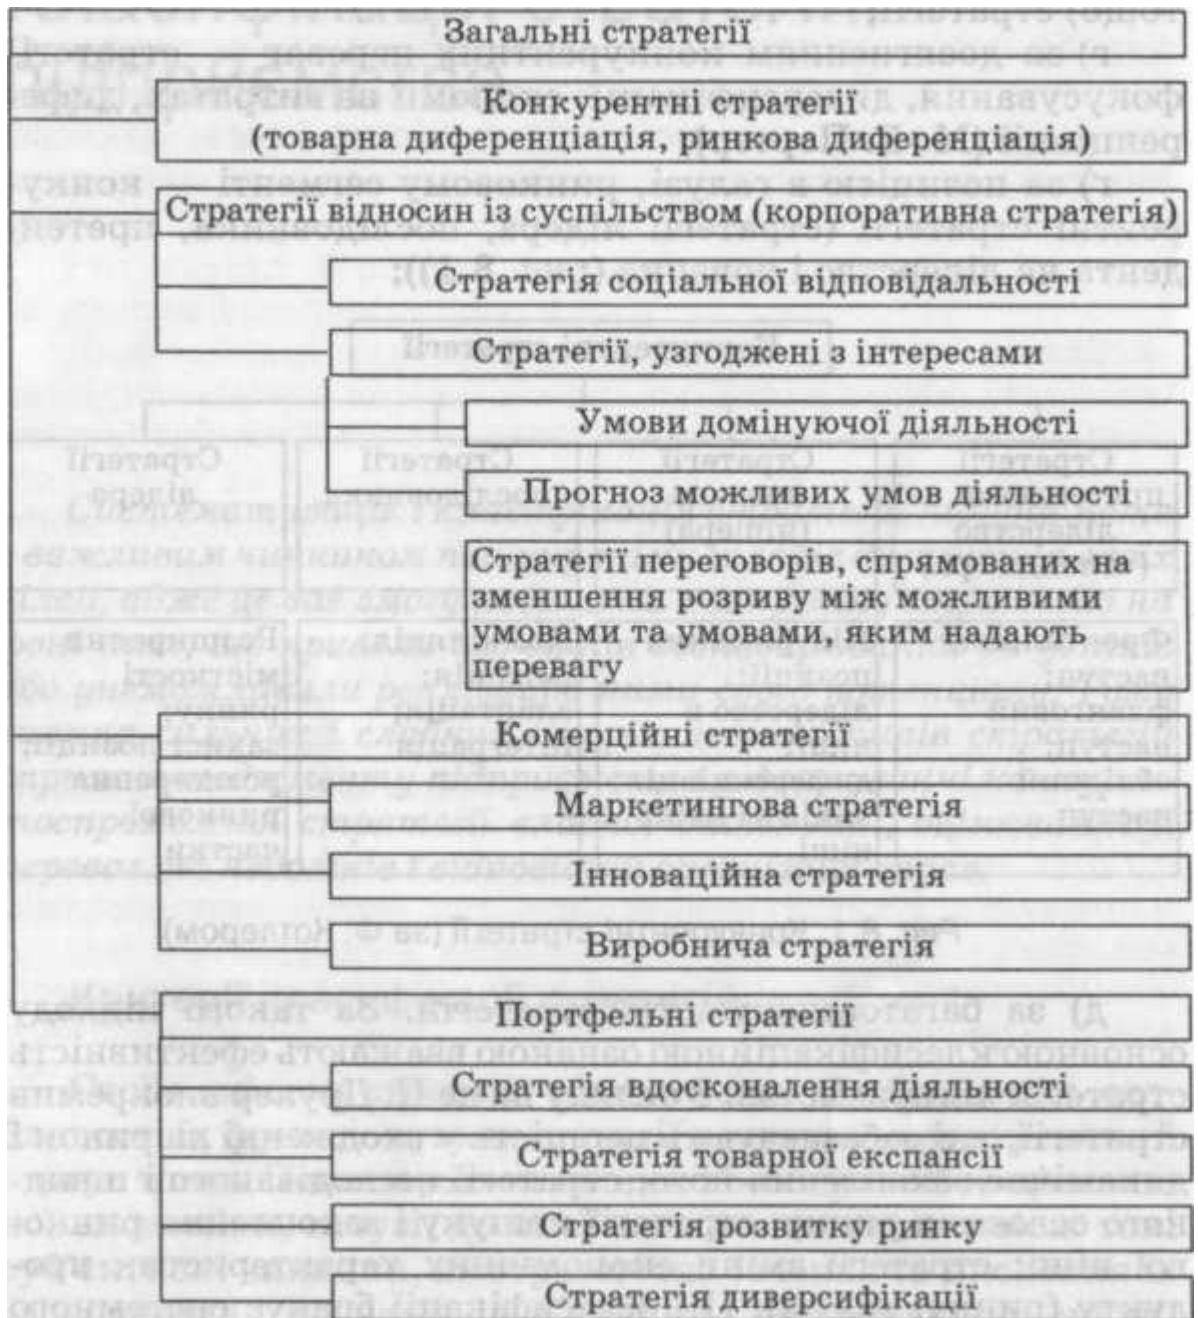 Загальні стратегії
Конкурентні стратегії
(товарна диференціація, ринкова диференціація)
Стратегії відносин із суспільством (корпоративна стратегія)
Стратегія соціальної відповідальності
Стратегії, узгоджені з інтересами
Умови домінуючої діяльності
Прогноз можливих умов діяльності
Стратегії переговорів, спрямованих на
зменшення розриву між можливими
умовами та умовами, яким надають
перевагу
Комерційні стратегії
Маркетингова стратегія
Інноваційна стратегія
Виробнича стратегія
Портфельні стратегії
Стратегія вдосконалення діяльності
Стратегія товарної експансії
Стратегія розвитку ринку
Стратегія диверсифікації